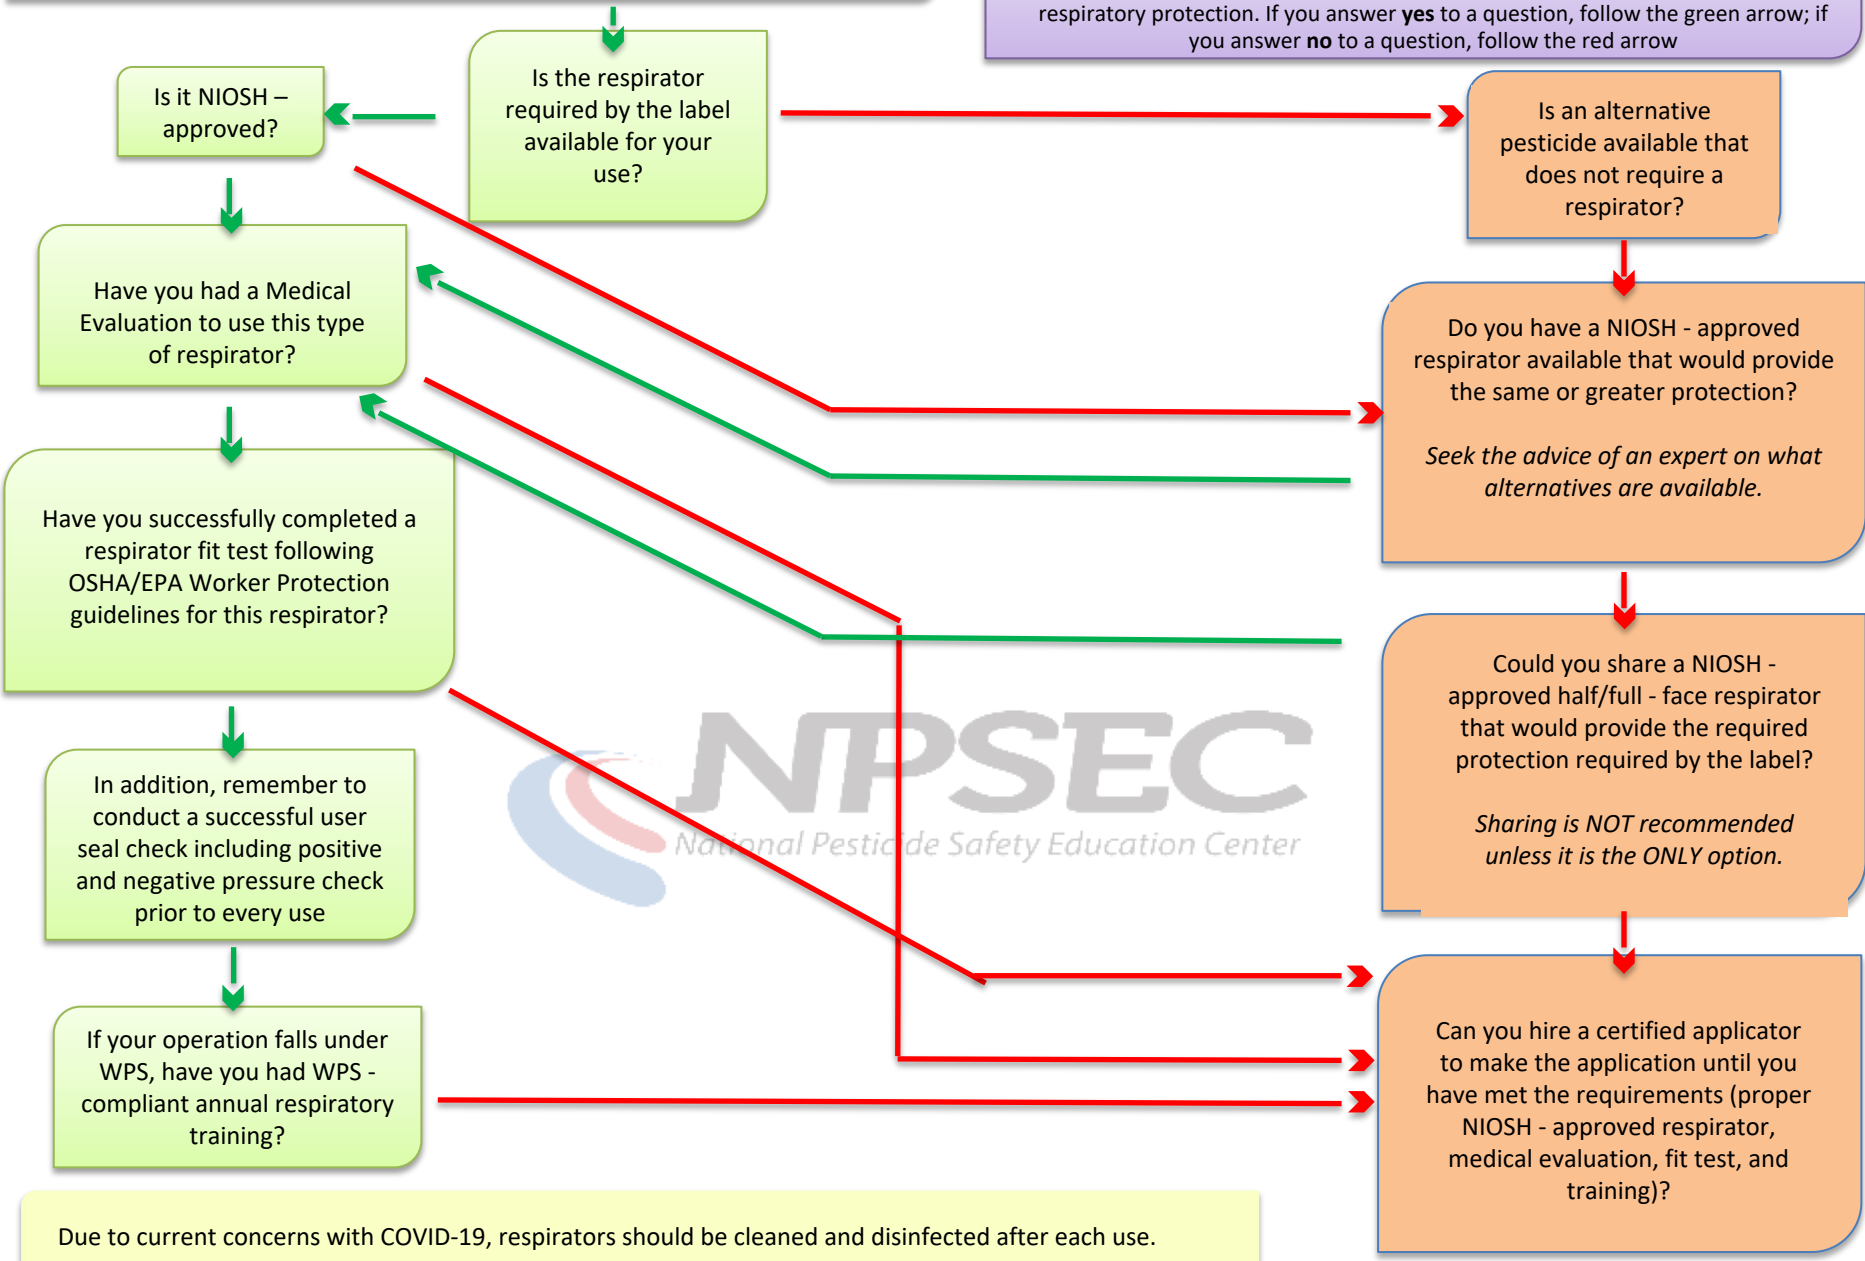 respiratory protection. If you answer yes to a question, follow the green arrow; if
you answer no to a question, follow the red arrow
Is the respirator
required by the label
available for your
use?
Is it NIOSH –
approved?
Is an alternative
pesticide available that
does not require a
respirator?
Have you had a Medical
Evaluation to use this type
of respirator?
Do you have a NIOSH - approved
respirator available that would provide
the same or greater protection?
Seek the advice of an expert on what
alternatives are available.
Have you successfully completed a
respirator fit test following
OSHA/EPA Worker Protection
guidelines for this respirator?
Could you share a NIOSH -
approved half/full - face respirator
that would provide the required
protection required by the label?
Sharing is NOT recommended
unless it is the ONLY option.
NPSEC
National Pesticide Safety Education Center
In addition, remember to
conduct a successful user
seal check including positive
and negative pressure check
prior to every use
If your operation falls under
WPS, have you had WPS -
compliant annual respiratory
training?
Can you hire a certified applicator
to make the application until you
have met the requirements (proper
NIOSH - approved respirator,
medical evaluation, fit test, and
training)?
Due to current concerns with COVID-19, respirators should be cleaned and disinfected after each use.